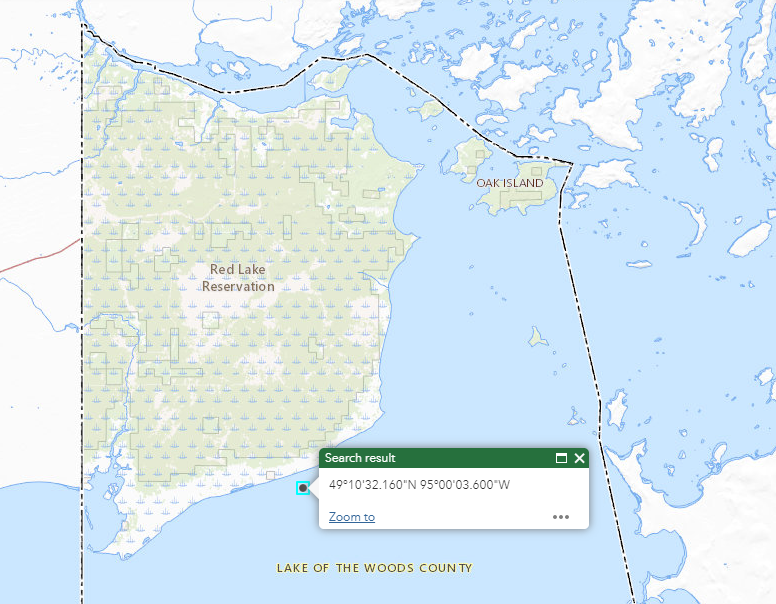 OAK ISLAND
Red Lake
Reservation
Search result
49°10'32.160"N 95°00'03.600"W
Zoom to
LAKE OF THE WOODS COUNTY